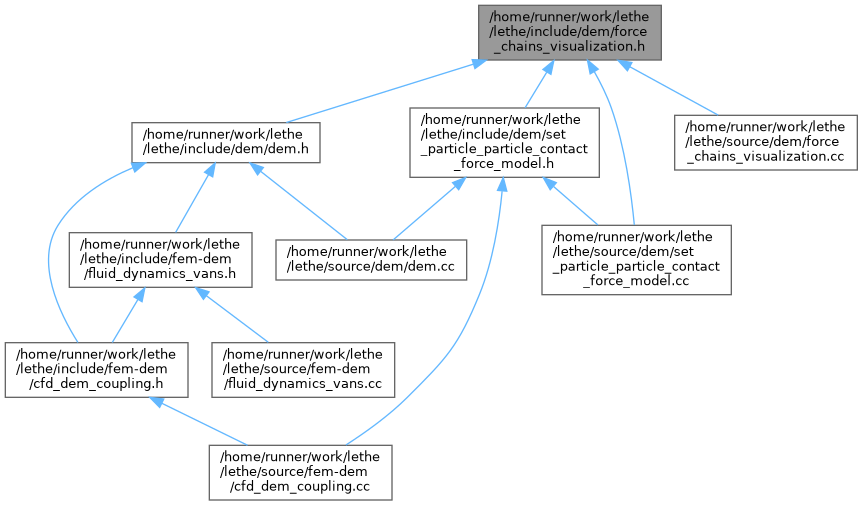 /home/runner/work/lethe
/lethe/include/dem/force
_chains_visualization.h
/home/runner/work/lethe
/lethe/include/dem/dem.h
/home/runner/work/lethe
/lethe/include/dem/set
_particle_particle_contact
_force_model.h
/home/runner/work/lethe
/lethe/source/dem/force
_chains_visualization.cc
/home/runner/work/lethe
/lethe/include/fem-dem
/fluid_dynamics_vans.h
/home/runner/work/lethe
/lethe/source/dem/dem.cc
/home/runner/work/lethe
/lethe/source/dem/set
_particle_particle_contact
_force_model.cc
/home/runner/work/lethe
/lethe/include/fem-dem
/cfd_dem_coupling.h
/home/runner/work/lethe
/lethe/source/fem-dem
/fluid_dynamics_vans.cc
/home/runner/work/lethe
/lethe/source/fem-dem
/cfd_dem_coupling.cc